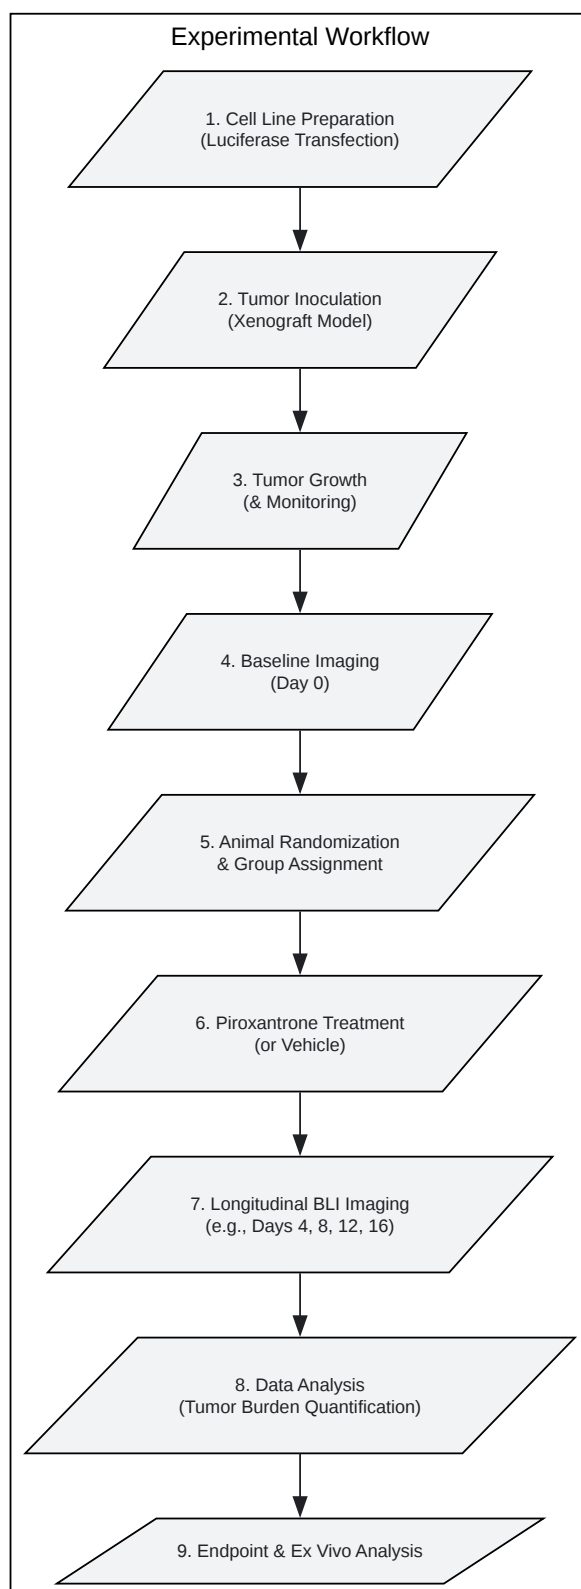 Experimental Workflow
1. Cell Line Preparation
(Luciferase Transfection)
2. Tumor Inoculation
(Xenograft Model)
3. Tumor Growth
(& Monitoring)
4. Baseline Imaging
(Day 0)
5. Animal Randomization
& Group Assignment
6. Piroxantrone Treatment
(or Vehicle)
7. Longitudinal BLI Imaging
(e.g., Days 4, 8, 12, 16)
8. Data Analysis
(Tumor Burden Quantification)
9. Endpoint & Ex Vivo Analysis